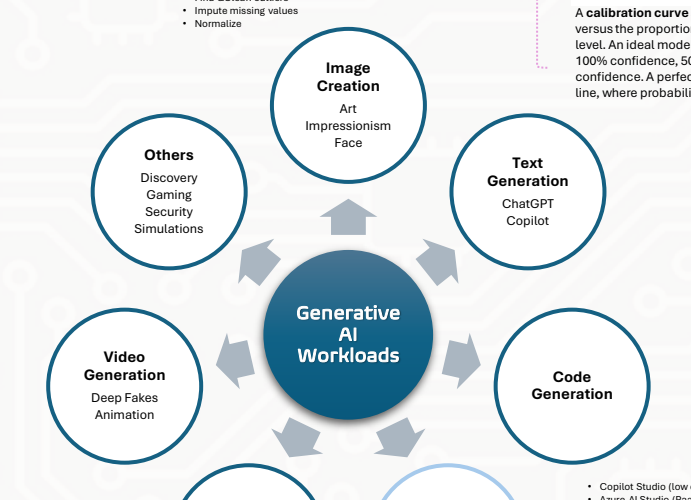 Impute missing values
Normalize
A calibration curve
versus the proportion
level. An ideal mode
100% confidence, 50
confidence. A perfec
line, where probabili
Image
Creation
Art
Impressionism
Face
Others
Discovery
Gaming
Security
Simulations
Text
Generation
ChatGPT
Copilot
Generative
AI
Workloads
Video
Generation
Deep Fakes
Animation
Code
Generation
Copilot Studio (low